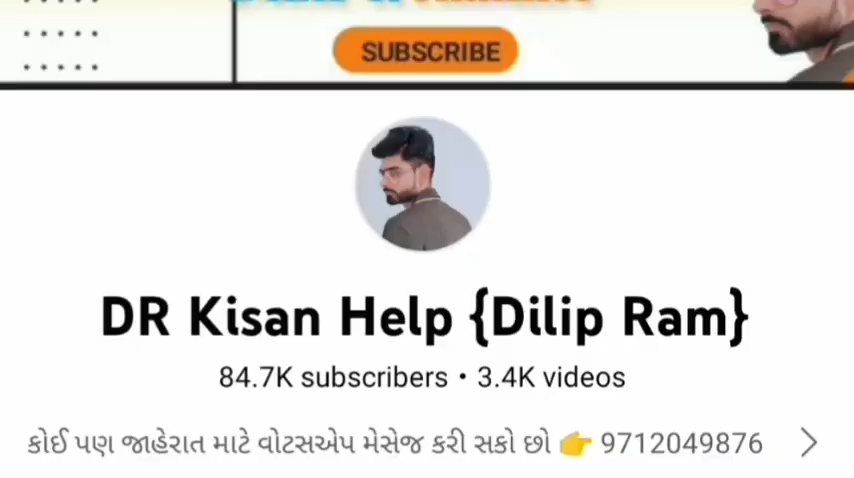 SUBSCRIBE
DR Kisan Help {Dilip Ram}
84.7K subscribers • 3.4K videos
કોઈ પણ જાહેરાત માટે વોટસએપ મેસેજ કરી સકો છો 👉 9712049876